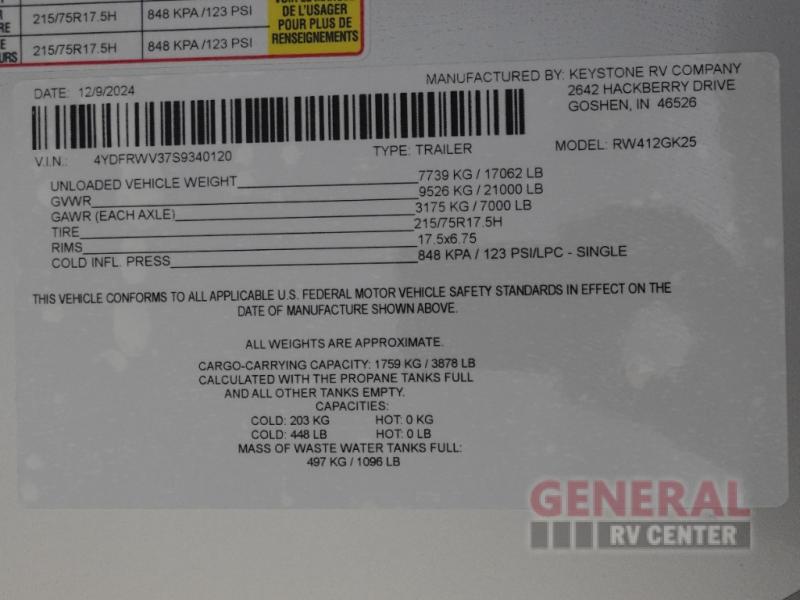 RE
215/75R17.5H
848 KPA /123 PSI
DE L'USAGER
POUR PLUS DE
RENSEIGNEMENTS
E
URS
215/75R17.5H
848 KPA /123 PSI
DATE: 12/9/2024
MANUFACTURED BY: KEYSTONE RV COMPANY
2642 HACKBERRY DRIVE
GOSHEN, IN 46526
V.I.N.: 4YDFRWV37S9340120
TYPE: TRAILER
MODEL: RW412GK25
UNLOADED VEHICLE WEIGHT 7739 KG / 17062 LB
GVWR 9526 KG / 21000 LB
GAWR (EACH AXLE) 3175 KG / 7000 LB
TIRE 215/75R17.5H
RIMS 17.5x6.75
COLD INFL. PRESS 848 KPA / 123 PSI/LPC - SINGLE
THIS VEHICLE CONFORMS TO ALL APPLICABLE U.S. FEDERAL MOTOR VEHICLE SAFETY STANDARDS IN EFFECT ON THE
DATE OF MANUFACTURE SHOWN ABOVE.
ALL WEIGHTS ARE APPROXIMATE.
CARGO-CARRYING CAPACITY: 1759 KG / 3878 LB
CALCULATED WITH THE PROPANE TANKS FULL
AND ALL OTHER TANKS EMPTY.
CAPACITIES:
COLD: 203 KG HOT: 0 KG
COLD: 448 LB HOT: 0 LB
MASS OF WASTE WATER TANKS FULL:
497 KG / 1096 LB
GENERAL
RV CENTER